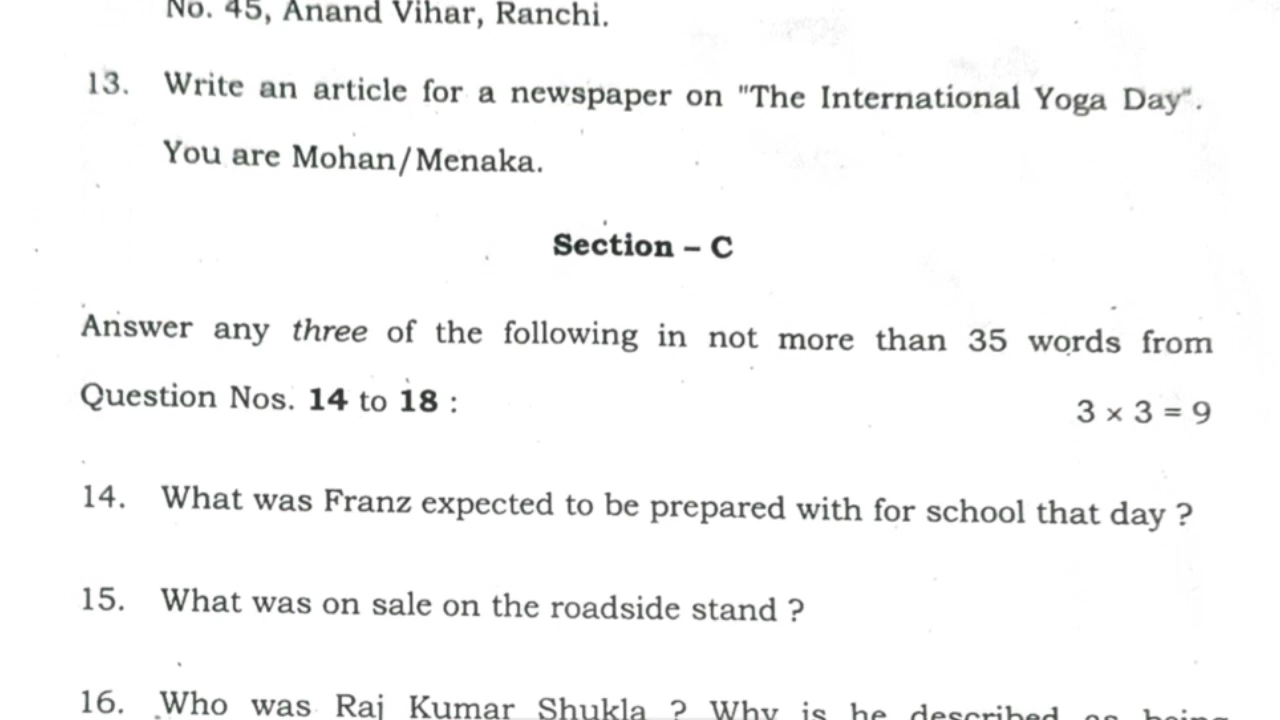 No. 45, Anand Vihar, Ranchi.
13. Write an article for a newspaper on "The International Yoga Day".
You are Mohan/Menaka.
Section – C
Answer any three of the following in not more than 35 words from
Question Nos. 14 to 18 :
3 × 3 = 9
14. What was Franz expected to be prepared with for school that day ?
15. What was on sale on the roadside stand ?
16. Who was Raj Kumar Shukla ? Why is he described as being